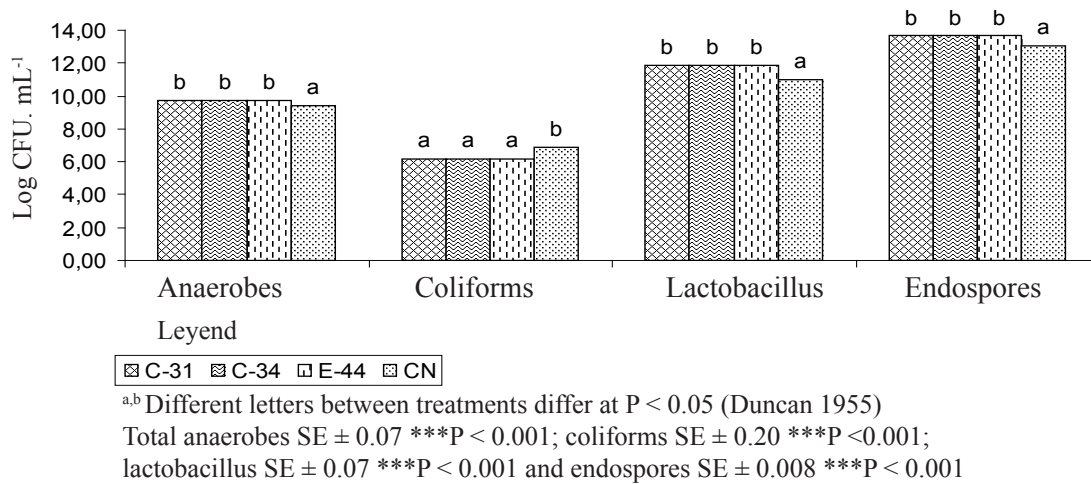 14,00
12,00
10,00
8,00
6,00
4,00
2,00
0,00
Log CFU. mL-1
b b b a
a a a b
b b b a
b b b a
Anaerobes Coliforms Lactobacillus Endospores
Leyend
C-31 C-34 E-44 CN
a,b Different letters between treatments differ at P < 0.05 (Duncan 1955)
Total anaerobes SE ± 0.07 ***P < 0.001; coliforms SE ± 0.20 ***P <0.001;
lactobacillus SE ± 0.07 ***P < 0.001 and endospores SE ± 0.008 ***P < 0.001